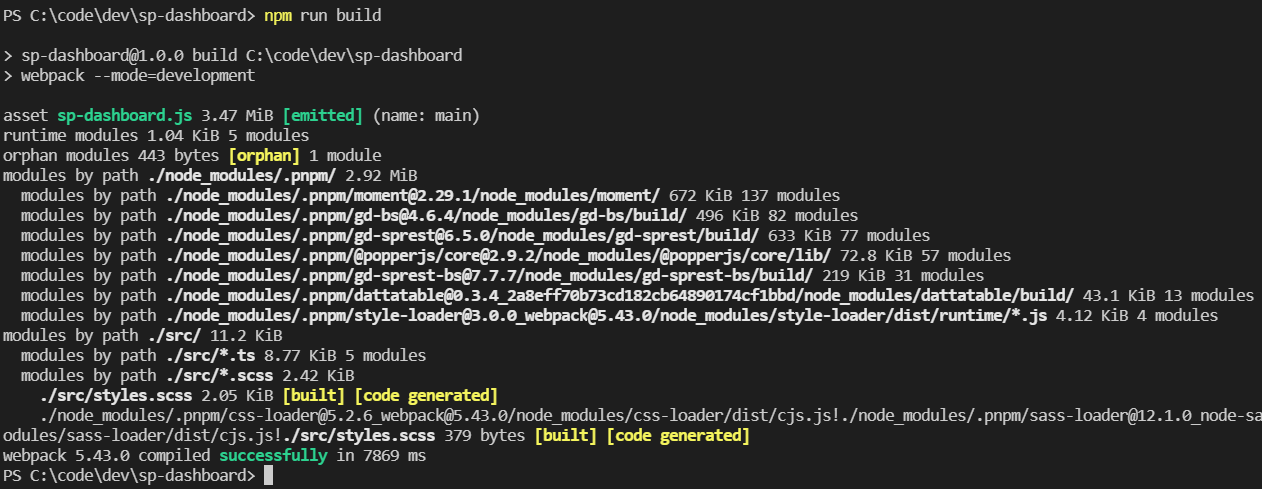 PS C:\code\dev\sp-dashboard> npm run build
> sp-dashboard@1.0.0 build C:\code\dev\sp-dashboard
> webpack --mode=development
asset sp-dashboard.js 3.47 MiB [emitted] (name: main)
runtime modules 1.04 KiB 5 modules
orphan modules 443 bytes [orphan] 1 module
modules by path ./node_modules/.pnpm/ 2.92 MiB
  modules by path ./node_modules/.pnpm/moment@2.29.1/node_modules/moment/ 672 KiB 137 modules
  modules by path ./node_modules/.pnpm/gd-bs@4.6.4/node_modules/gd-bs/build/ 496 KiB 82 modules
  modules by path ./node_modules/.pnpm/gd-sprest@6.5.0/node_modules/gd-sprest/build/ 633 KiB 77 modules
  modules by path ./node_modules/.pnpm/@popperjs/core@2.9.2/node_modules/@popperjs/core/lib/ 72.8 KiB 57 modules
  modules by path ./node_modules/.pnpm/gd-sprest-bs@7.7.7/node_modules/gd-sprest-bs/build/ 219 KiB 31 modules
  modules by path ./node_modules/.pnpm/dattatable@0.3.4_2a8eff70b73cd182cb64890174cf1bbd/node_modules/dattatable/build/ 43.1 KiB 13 modules
  modules by path ./node_modules/.pnpm/style-loader@3.0.0_webpack@5.43.0/node_modules/style-loader/dist/runtime/*.js 4.12 KiB 4 modules
modules by path ./src/ 11.2 KiB
  modules by path ./src/*.ts 8.77 KiB 5 modules
  modules by path ./src/*.scss 2.42 KiB
    ./src/styles.scss 2.05 KiB [built] [code generated]
    ./node_modules/.pnpm/css-loader@5.2.6_webpack@5.43.0/node_modules/css-loader/dist/cjs.js!./node_modules/.pnpm/sass-loader@12.1.0_node-sa
odules/sass-loader/dist/cjs.js!./src/styles.scss 379 bytes [built] [code generated]
webpack 5.43.0 compiled successfully in 7869 ms
PS C:\code\dev\sp-dashboard>